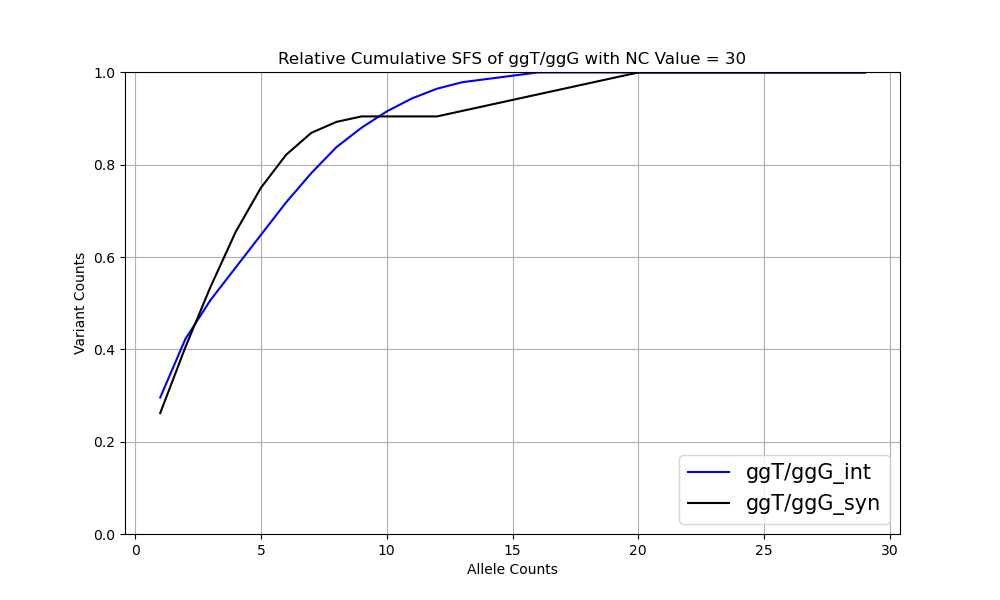 Relative Cumulative SFS of ggT/ggG with NC Value = 30
1.0
0.8
0.6
0.4
0.2
0.0
Variant Counts
0 5 10 15 20 25 30
Allele Counts
ggT/ggG_int
ggT/ggG_syn